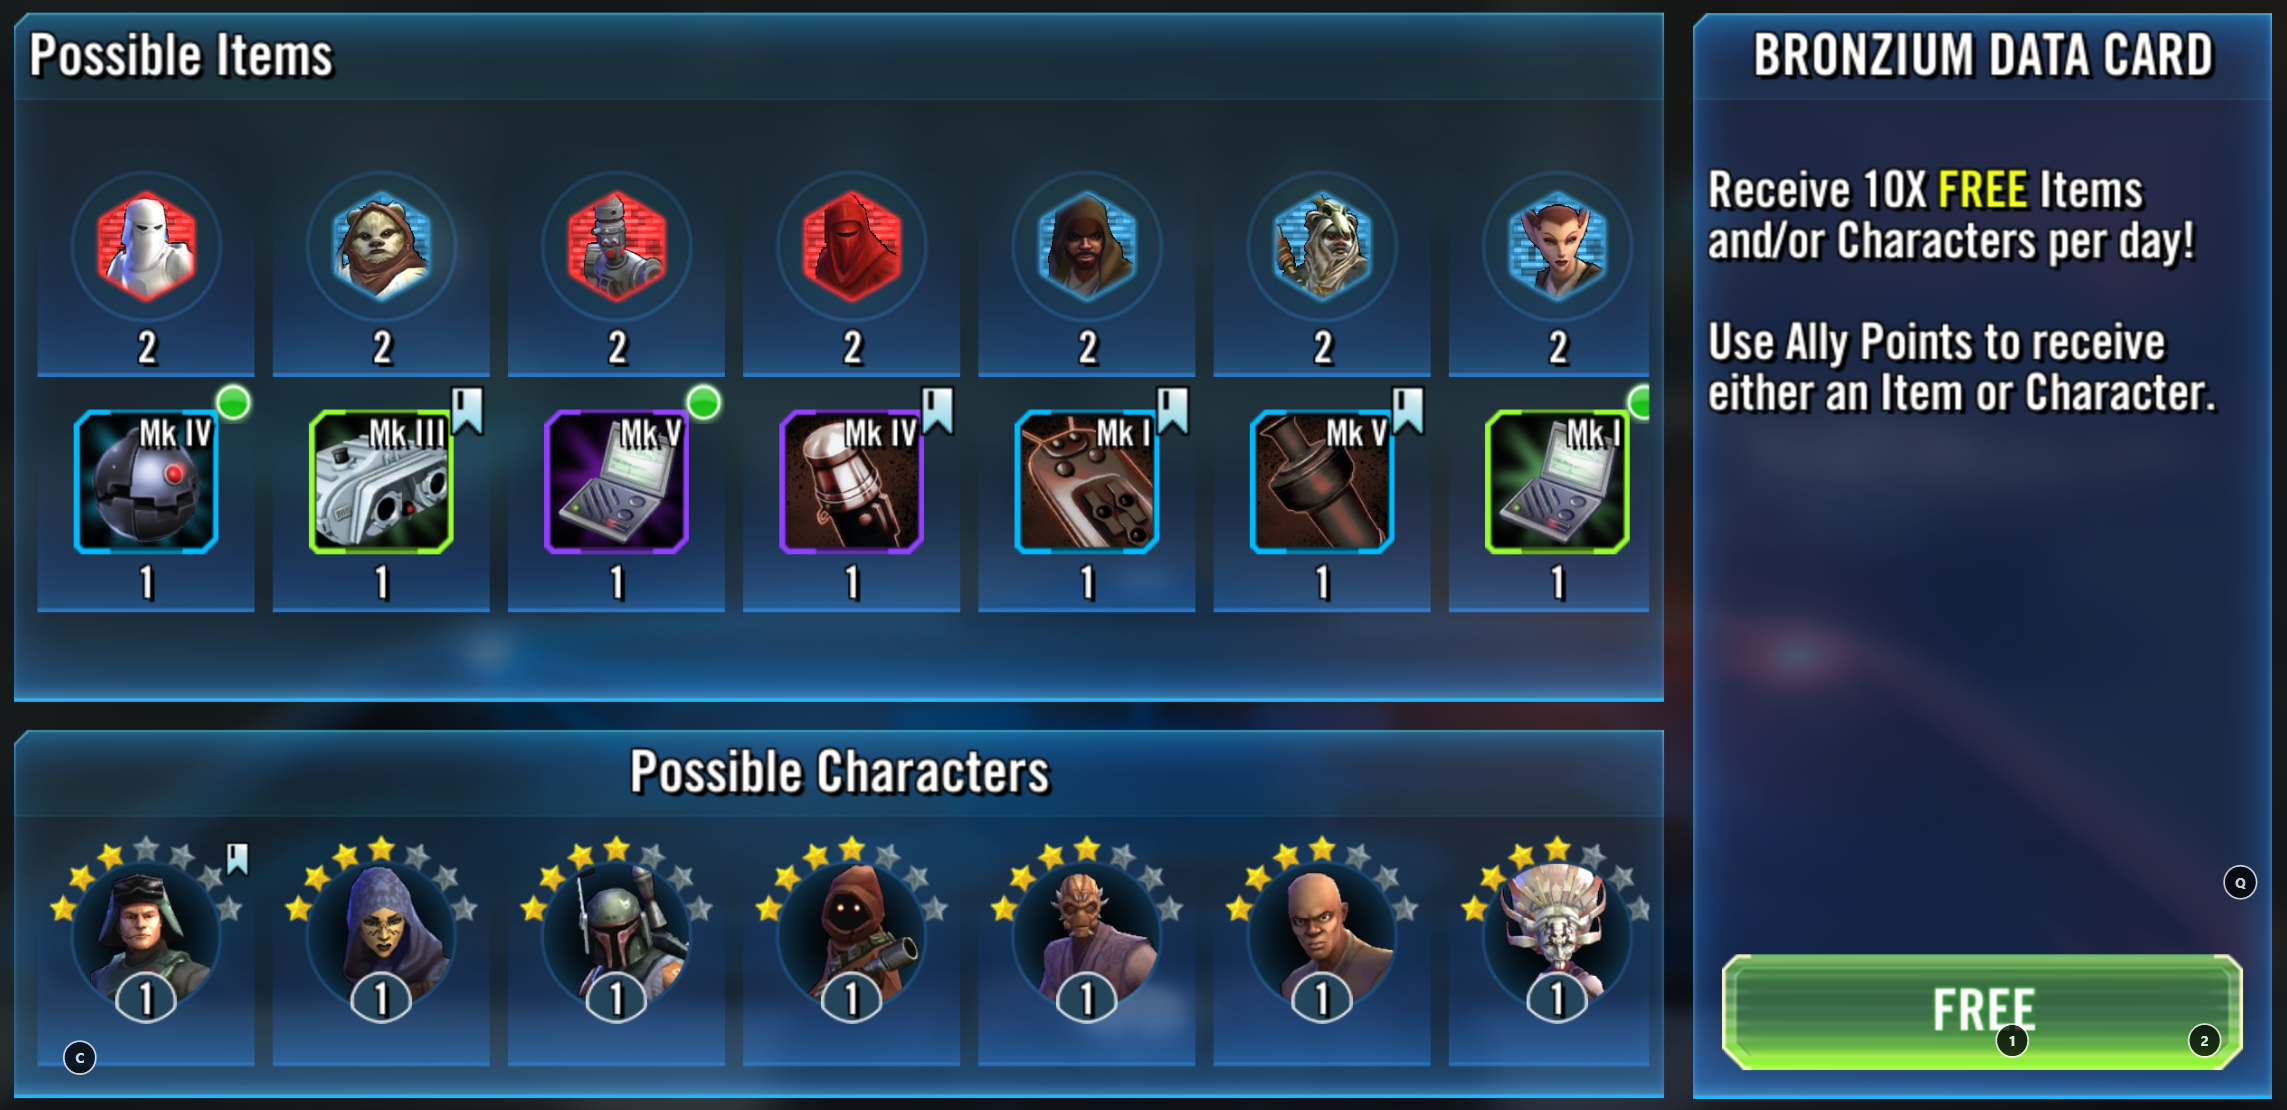 Possible Items
2 2 2 2 2 2 2
Mk IV Mk III Mk V Mk IV Mk I Mk V Mk I
1 1 1 1 1 1 1
Possible Characters
1 1 1 1 1 1 1
C
BRONZIUM DATA CARD
Receive 10X FREE Items
and/or Characters per day!
Use Ally Points to receive
either an Item or Character.
Q
FREE
1 2